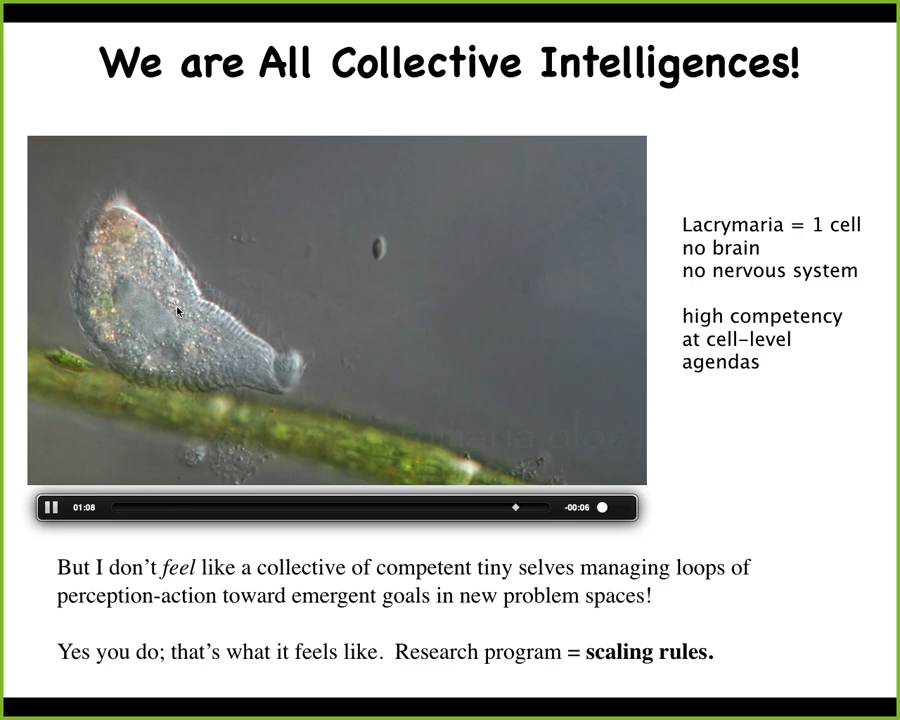 We are All Collective Intelligences!
Lacrymaria = 1 cell
no brain
no nervous system
high competency
at cell-level
agendas
01:08
-00:06
But I don't feel like a collective of competent tiny selves managing loops of
perception-action toward emergent goals in new problem spaces!
Yes you do; that's what it feels like. Research program = scaling rules.